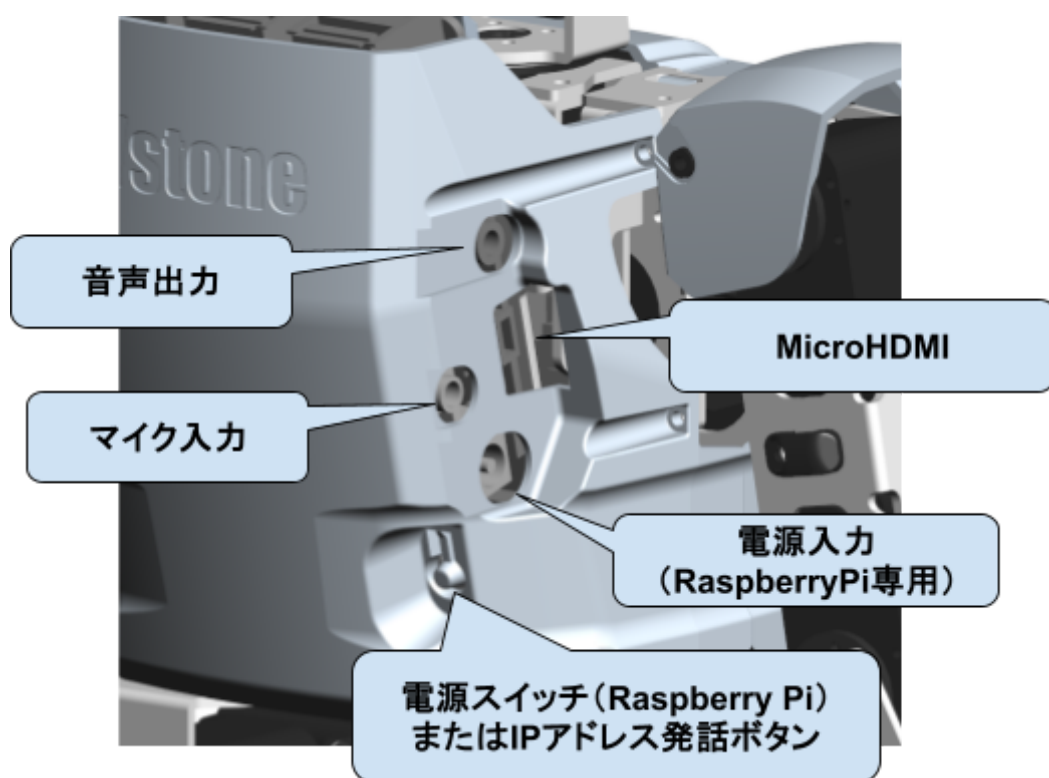 stone
音声出力
MicroHDMI
マイク入力
電源入力
（RaspberryPi専用）
電源スイッチ（Raspberry Pi）
またはIPアドレス発話ボタン